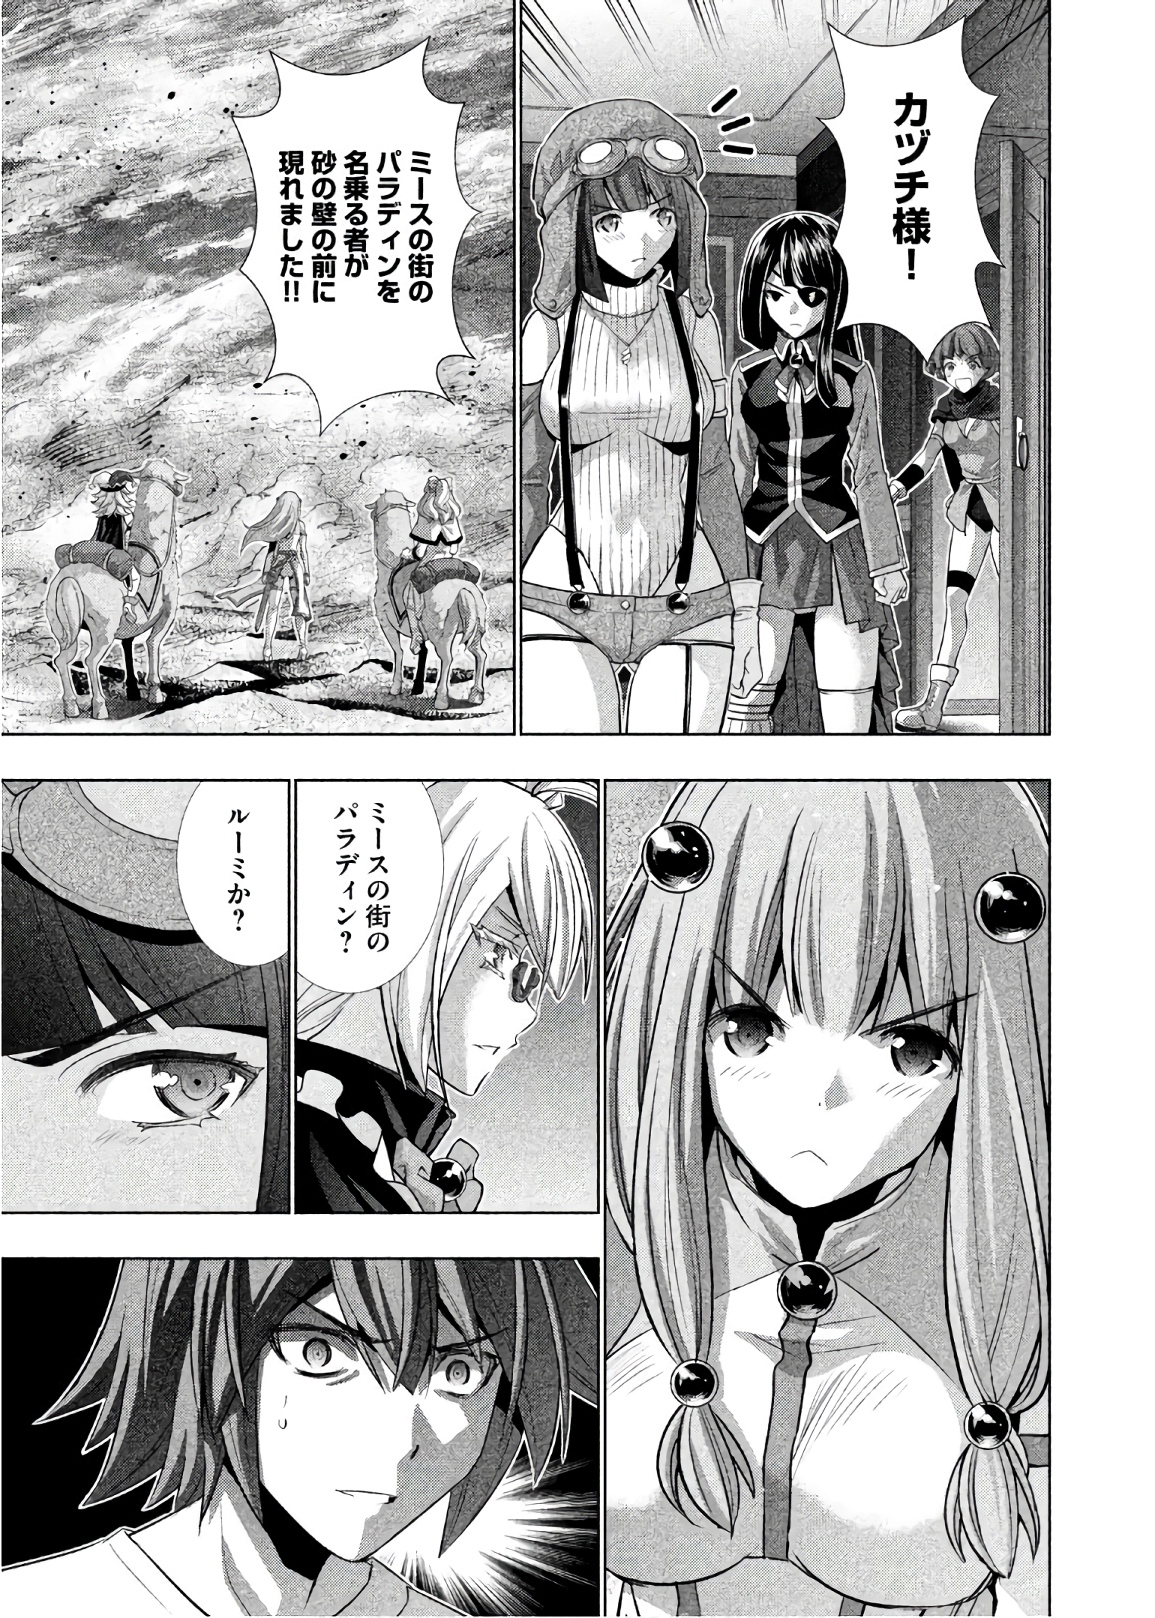 カヅチ様！
ミースの街の
パラディンを
名乗る者が
砂の壁の前に
現れました!!
ミースの街の
パラディン？
ルーミか？